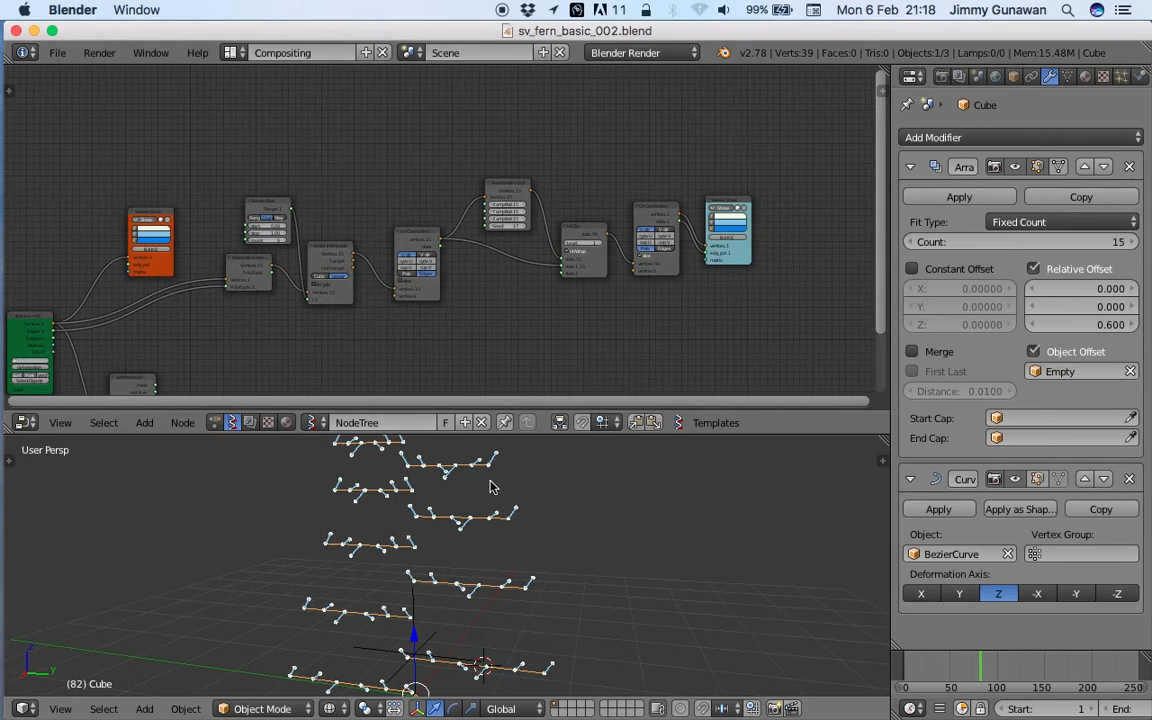 Window Help 99% Mon 6 Feb 21:18 Jimmy Gunawan
sv_fern_basic_002.blend
File Render Window Help Compositing Scene Blender Render v2.78 | Verts:39 | Faces:0 | Tris:0 | Objects:1/3 | Lamps:0/0 | Mem:15.48M | Cube
Cube
Add Modifier
Arra
Apply Copy
Fit Type: Fixed Count
Count: 15
Constant Offset Relative Offset
X: 0.00000 0.000
Y: 0.00000 0.000
Z: 0.00000 0.600
Merge Object Offset
First Last Empty
Distance: 0.0100
Start Cap:
End Cap:
View Select Add Node NodeTree F Templates
User Persp
Curv
Apply Apply as Shap... Copy
Object: Vertex Group:
BezierCurve
Deformation Axis:
X Y Z -X -Y -Z
(82) Cube
0 50 100 150 200
View Select Add Object Object Mode Global Start: 1 End: